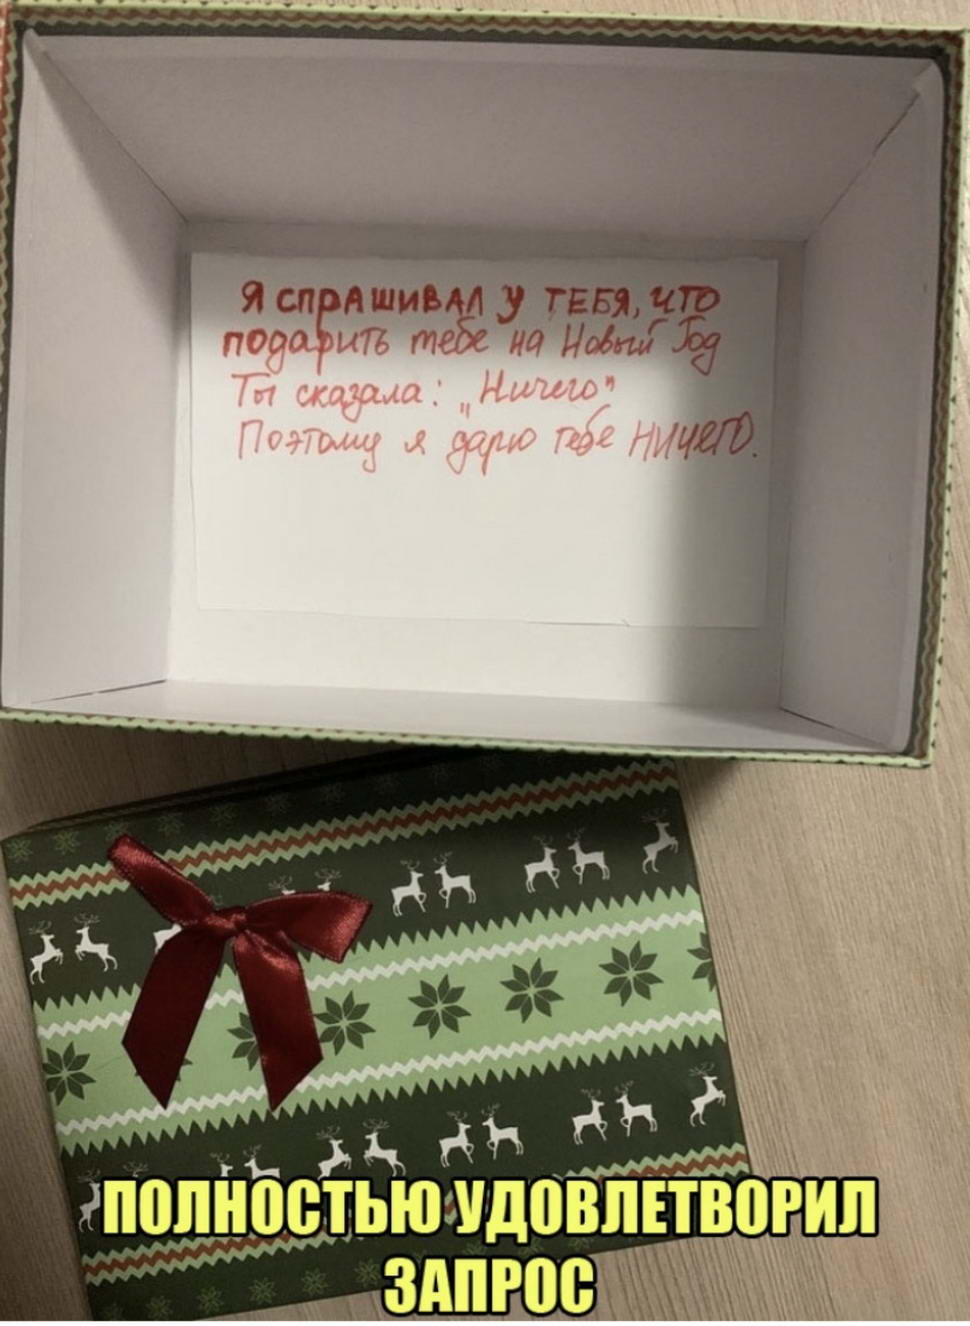 Я СПРАШИВАЛ У ТЕБЯ, ЧТО
ПОДАРИТЬ тебе на Новый Год
Ты сказала: „Ничего"
Поэтому я дарю тебе НИЧЕГО.
ПОЛНОСТЬЮ УДОВЛЕТВОРИЛ
ЗАПРОС